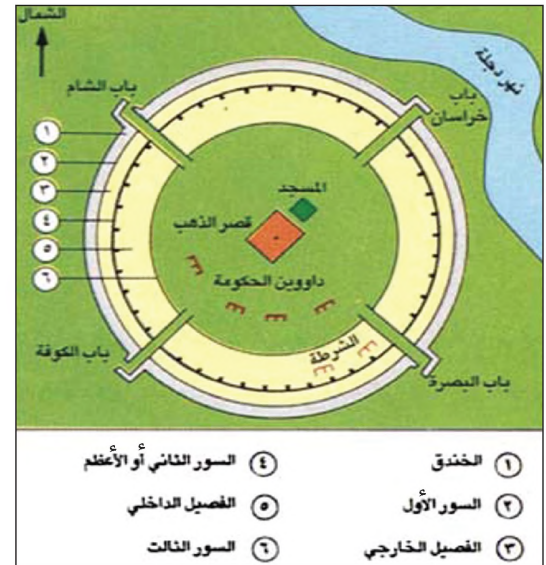 الشمال
نهر دجلة
باب الشام
باب
خراسان
١
٢
٣
٤
٥
٦
المسجد
قصر الذهب
داووين الحكومة
الشرطة
باب الكوفة
باب البصرة
١ الخندق
٤ السور الثاني أو الأعظم
٢ السور الأول
٥ الفصيل الداخلي
٣ الفصيل الخارجي
٦ السور الثالث